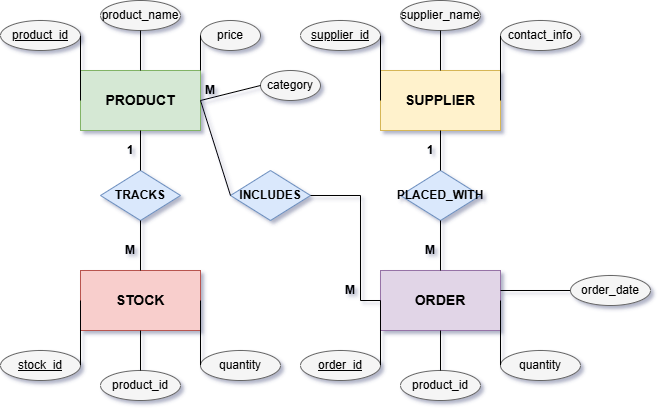 product_name
supplier_name
product_id
price
supplier_id
contact_info
category
M
PRODUCT
SUPPLIER
1
1
TRACKS
INCLUDES
PLACED_WITH
M
M
M
STOCK
ORDER
order_date
stock_id
quantity
order_id
quantity
product_id
product_id